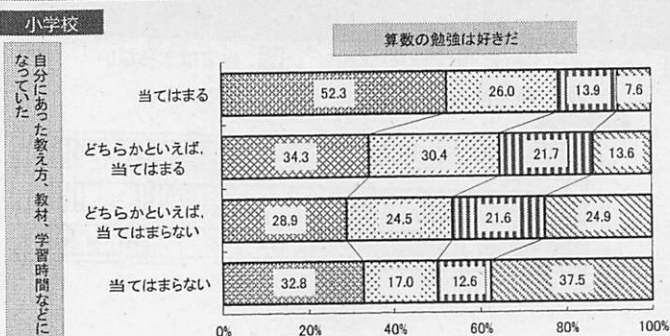 小学校
算数の勉強は好きだ
自分にあった教え方、教材、学習時間などに
なっていた
当てはまる
52.3 26.0 13.9 7.6
どちらかといえば、
当てはまる
34.3 30.4 21.7 13.6
どちらかといえば、
当てはまらない
28.9 24.5 21.6 24.9
当てはまらない
32.8 17.0 12.6 37.5
0% 20% 40% 60% 80% 100%